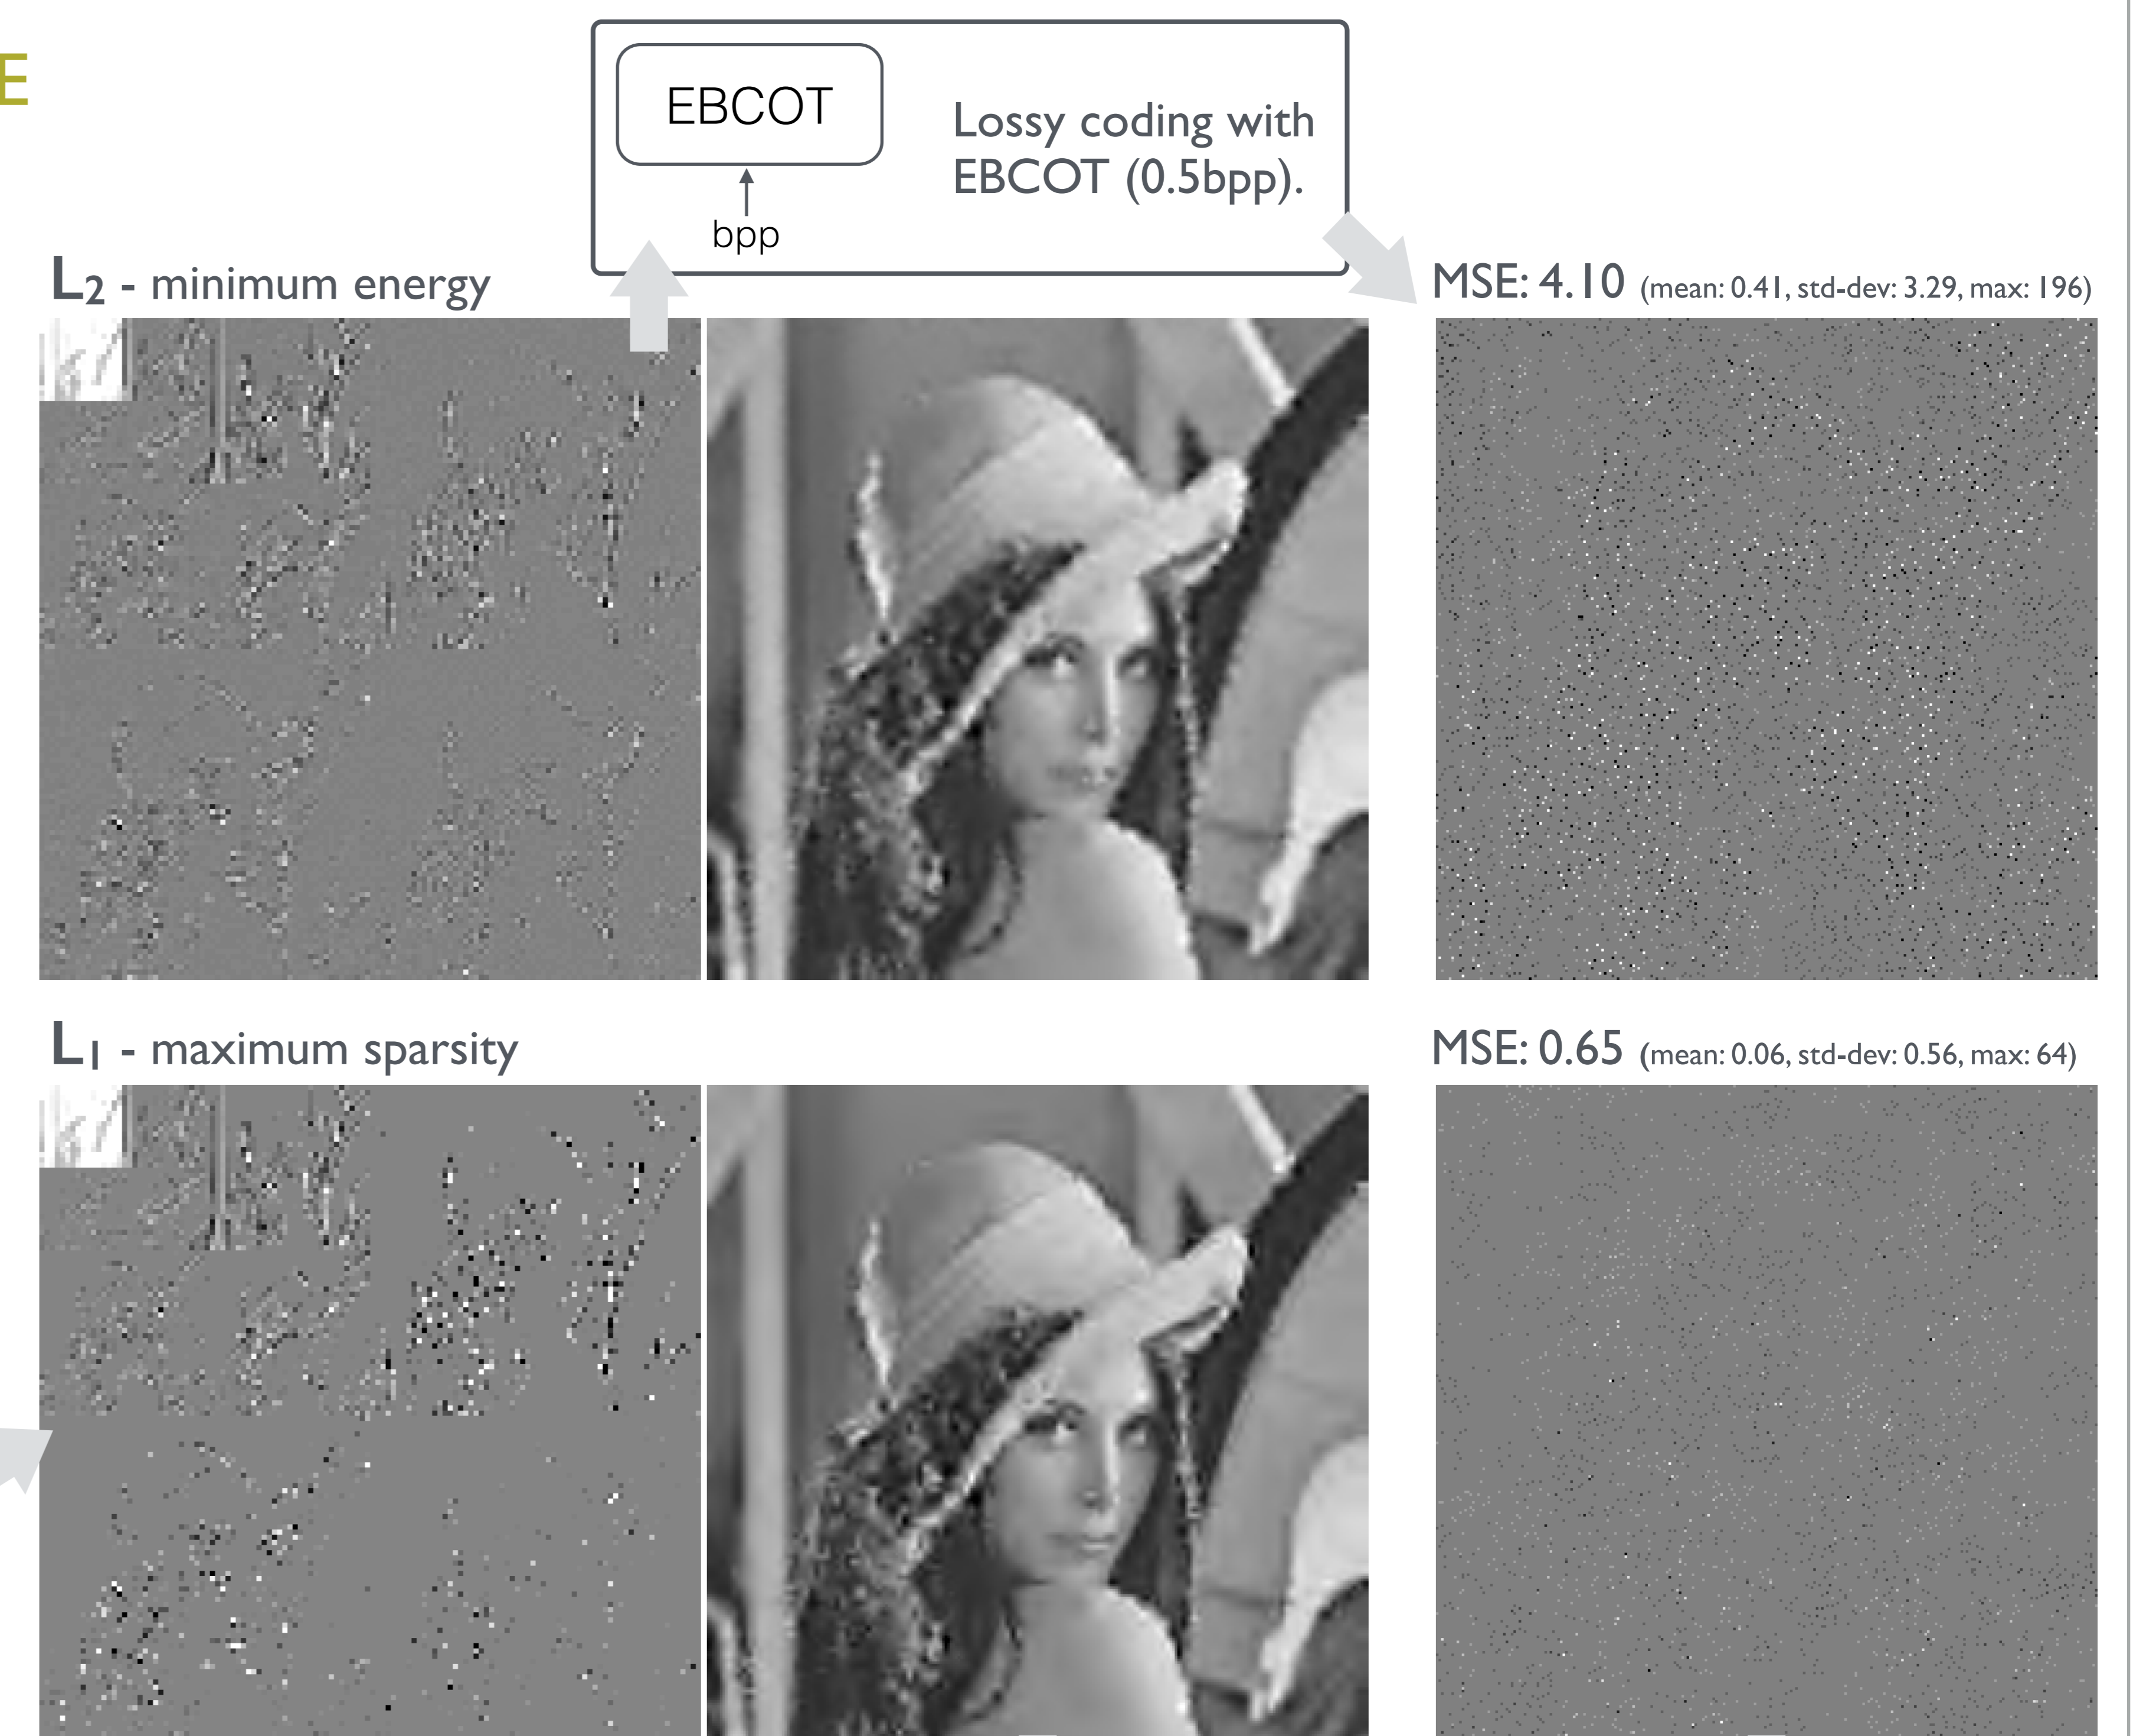 E
EBCOT
Lossy coding with
EBCOT (0.5bpp).
bpp
L₂ - minimum energy
MSE: 4.10 (mean: 0.41, std-dev: 3.29, max: 196)
L₁ - maximum sparsity
MSE: 0.65 (mean: 0.06, std-dev: 0.56, max: 64)